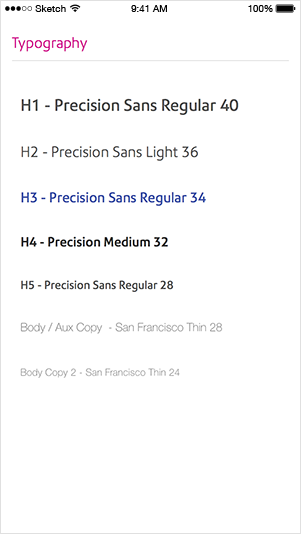 Sketch 9:41 AM 100%
Typography
H1 - Precision Sans Regular 40
H2 - Precision Sans Light 36
H3 - Precision Sans Regular 34
H4 - Precision Medium 32
H5 - Precision Sans Regular 28
Body / Aux Copy - San Francisco Thin 28
Body Copy 2 - San Francisco Thin 24